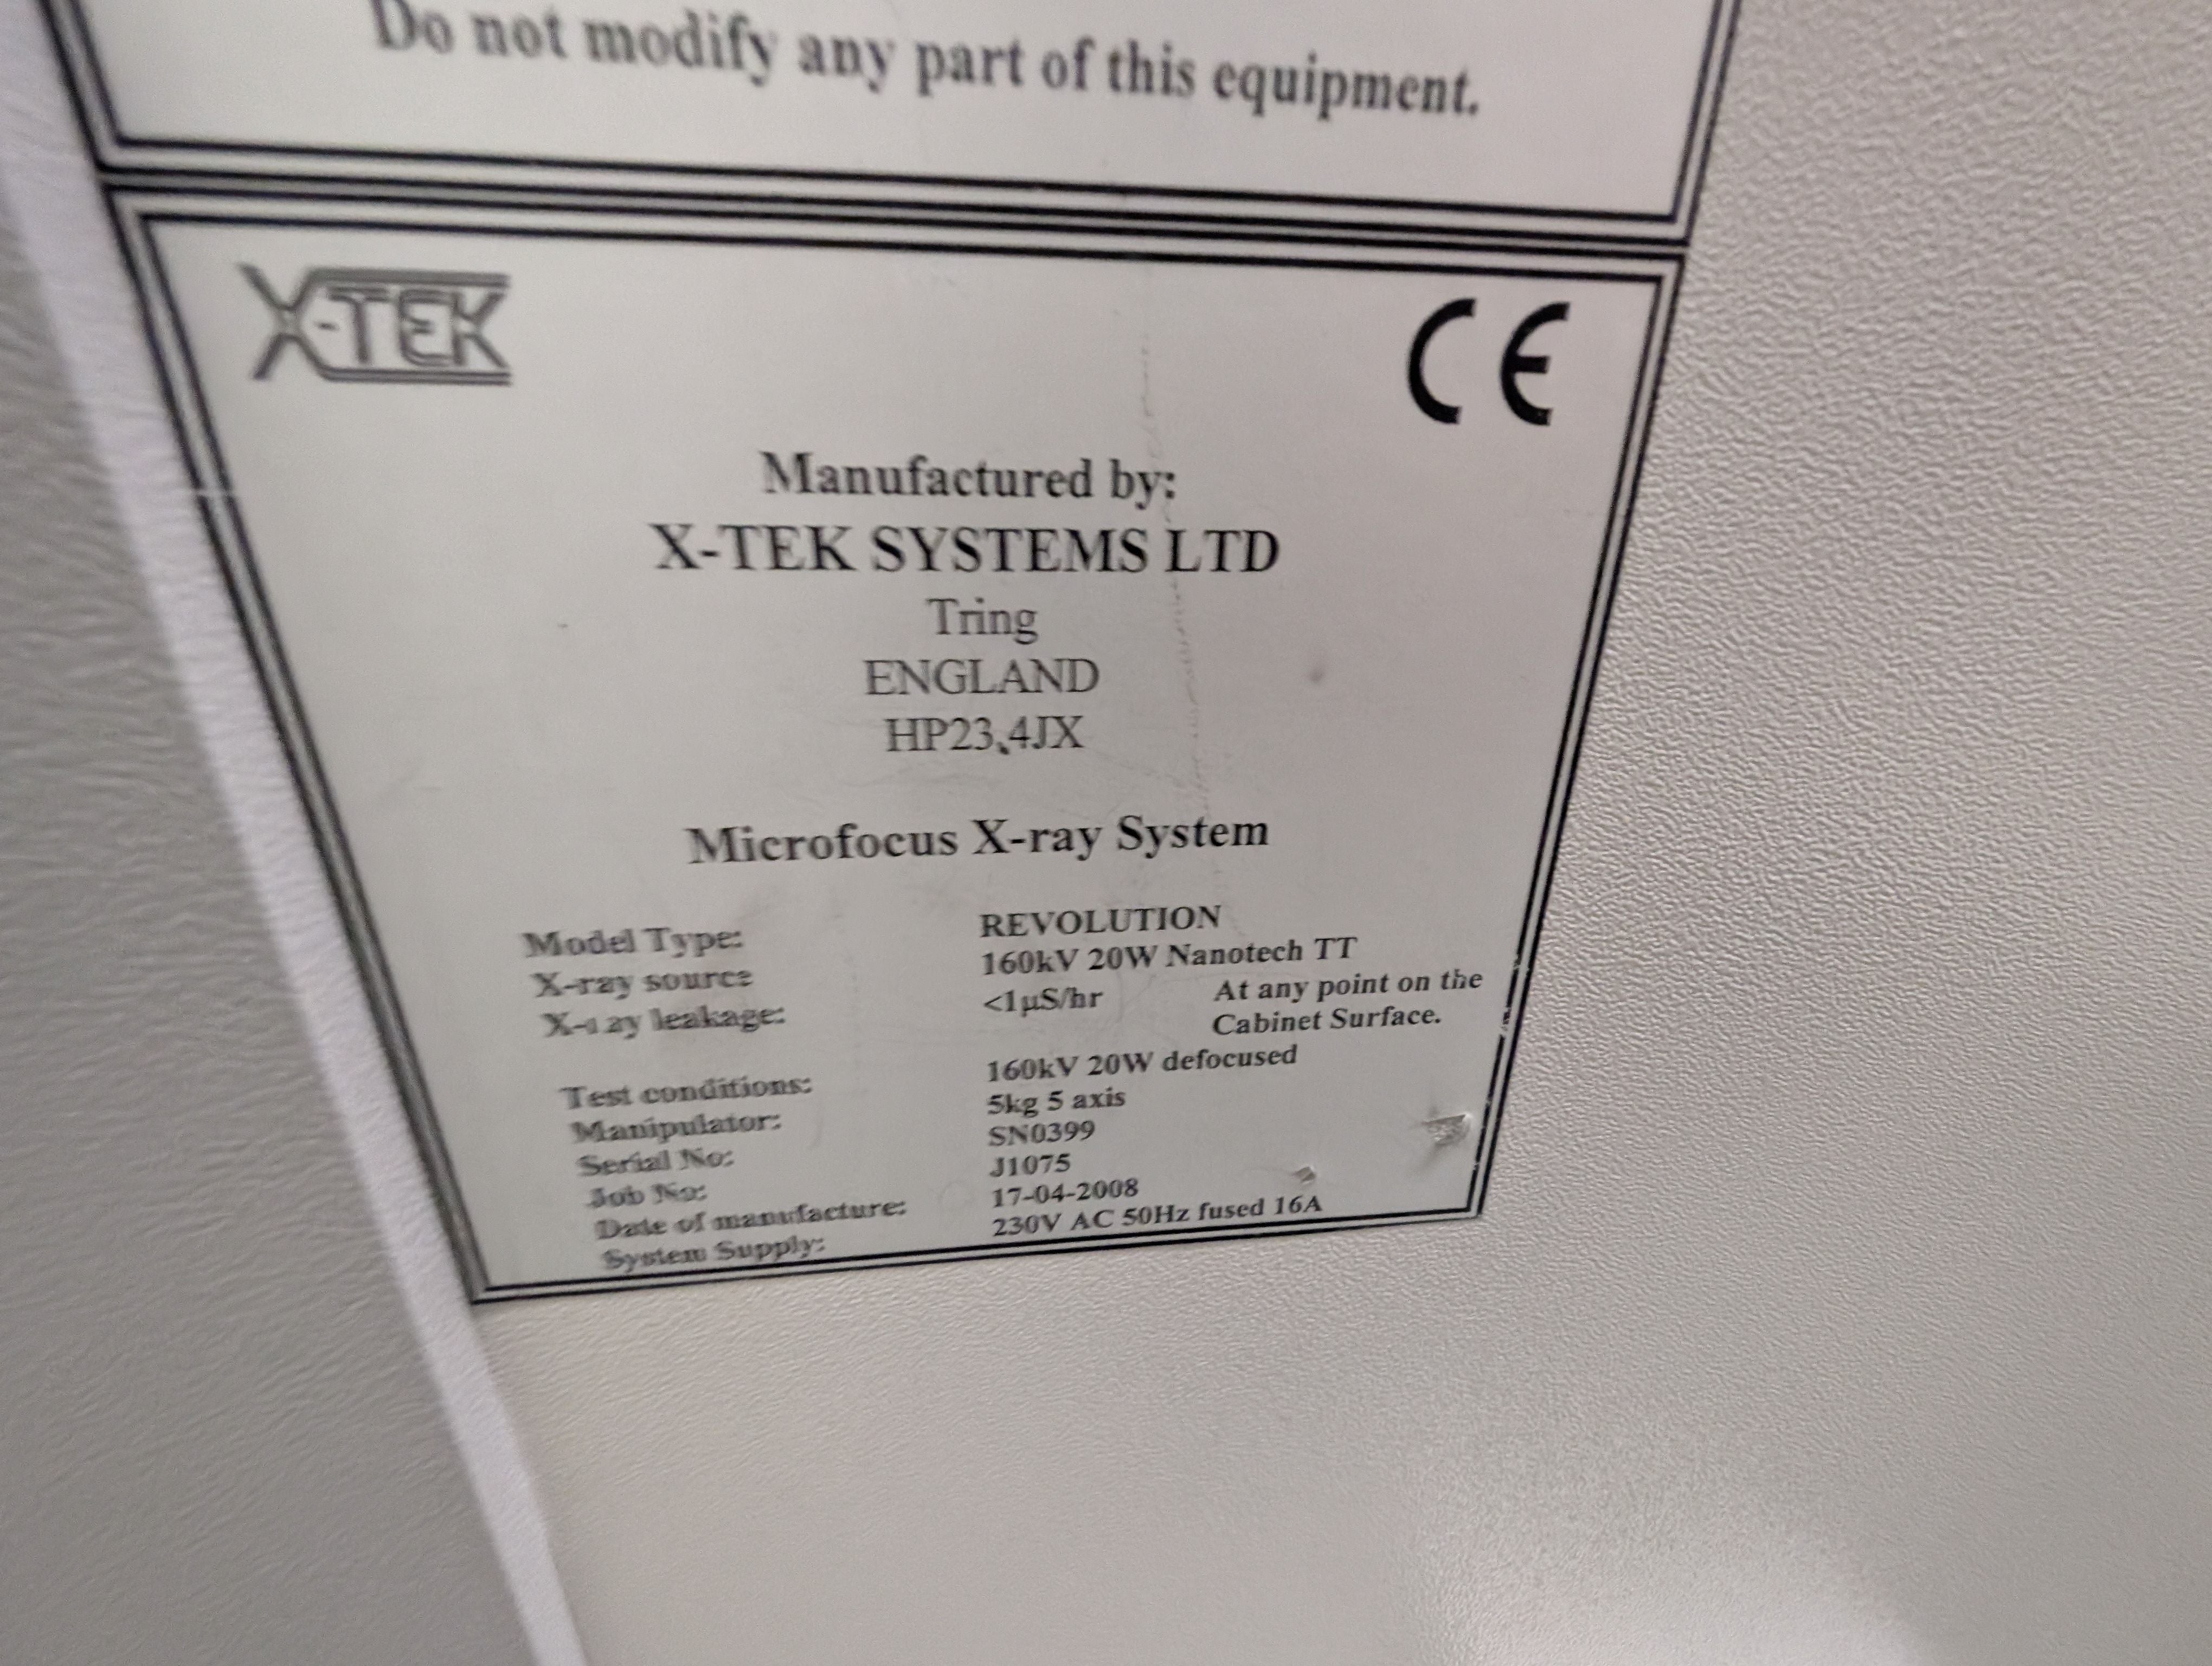 Do not modify any part of this equipment.
X-TEK
CE
Manufactured by:
X-TEK SYSTEMS LTD
Tring
ENGLAND
HP23,4JX
Microfocus X-ray System
Model Type: REVOLUTION
X-ray source 160kV 20W Nanotech TT
X-ray leakage: <1µS/hr At any point on the
Cabinet Surface.
Test conditions: 160kV 20W defocused
Manipulator: 5kg 5 axis
Serial No: SN0399
Job No: J1075
Date of manufacture: 17-04-2008
System Supply: 230V AC 50Hz fused 16A